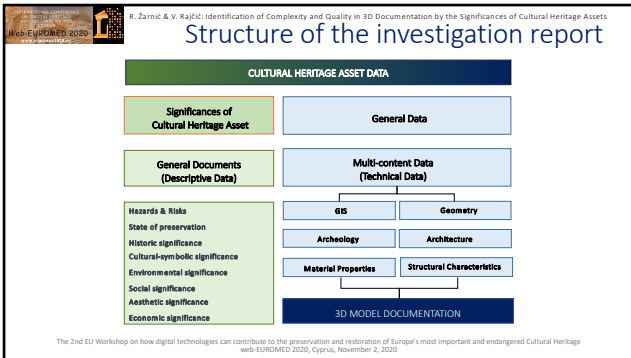 INTERNATIONAL CONFERENCE
ON DIGITAL HERITAGE
Web-EUROMED 2020
R. Žarnić & V. Rajčić: Identification of Complexity and Quality in 3D Documentation by the Significances of Cultural Heritage Assets
Structure of the investigation report
CULTURAL HERITAGE ASSET DATA
Significances of
Cultural Heritage Asset
General Data
General Documents
(Descriptive Data)
Multi-content Data
(Technical Data)
Hazards & Risks
State of preservation
Historic significance
Cultural-symbolic significance
Environmental significance
Social significance
Aesthetic significance
Economic significance
GIS
Geometry
Archeology
Architecture
Material Properties
Structural Characteristics
3D MODEL DOCUMENTATION
The 2nd EU Workshop on how digital technologies can contribute to the preservation and restoration of Europe's most important and endangered Cultural Heritage
web-EUROMED 2020, Cyprus, November 2, 2020